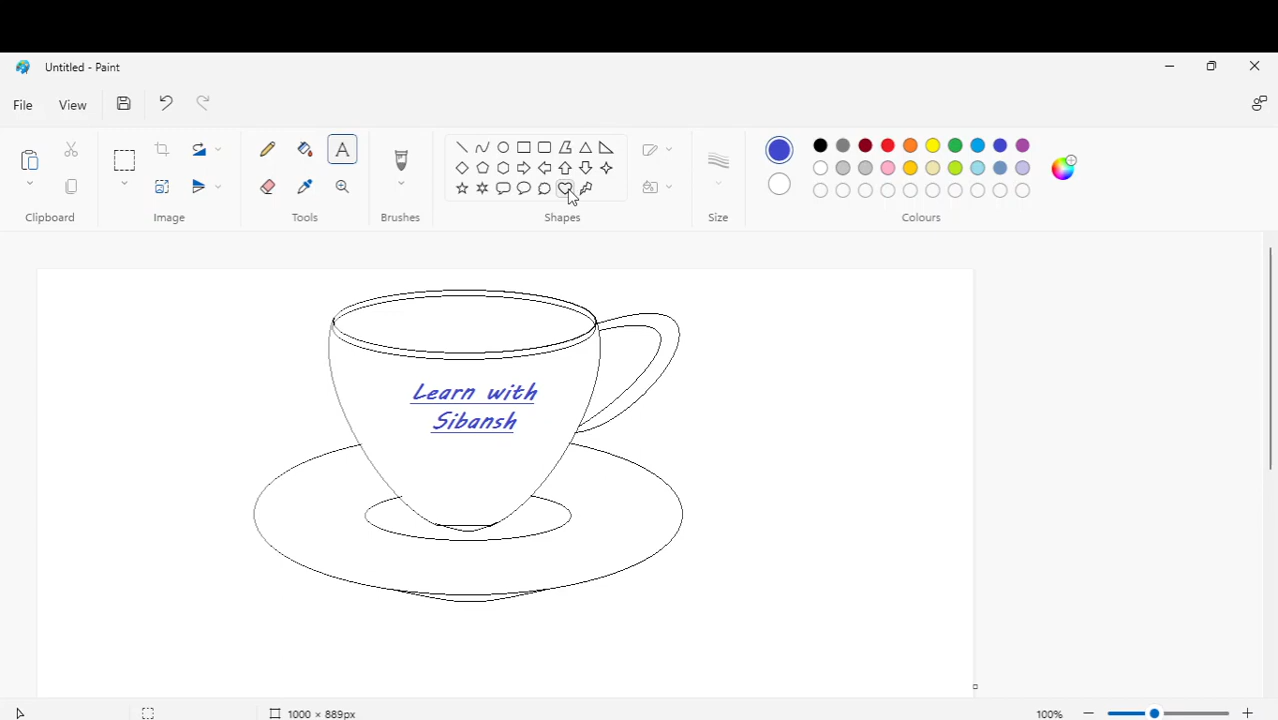 Untitled - Paint
File View
Clipboard Image Tools Brushes Shapes Size Colours
Learn with
Sibansh
1000 × 889px 100%